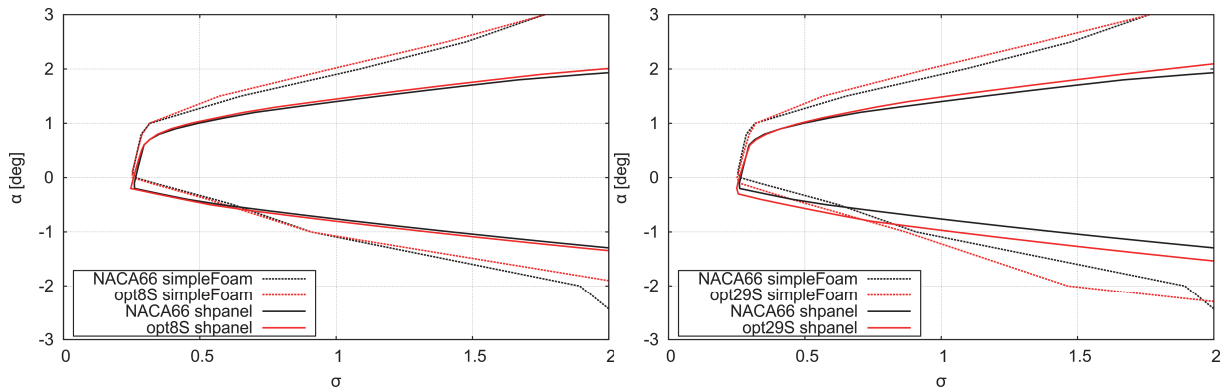 3
2
1
0
-1
-2
-3
α [deg]
NACA66 simpleFoam
opt8S simpleFoam
NACA66 shpanel
opt8S shpanel
0
0.5
1
1.5
2
σ
3
2
1
0
-1
-2
-3
α [deg]
NACA66 simpleFoam
opt29S simpleFoam
NACA66 shpanel
opt29S shpanel
0
0.5
1
1.5
2
σ